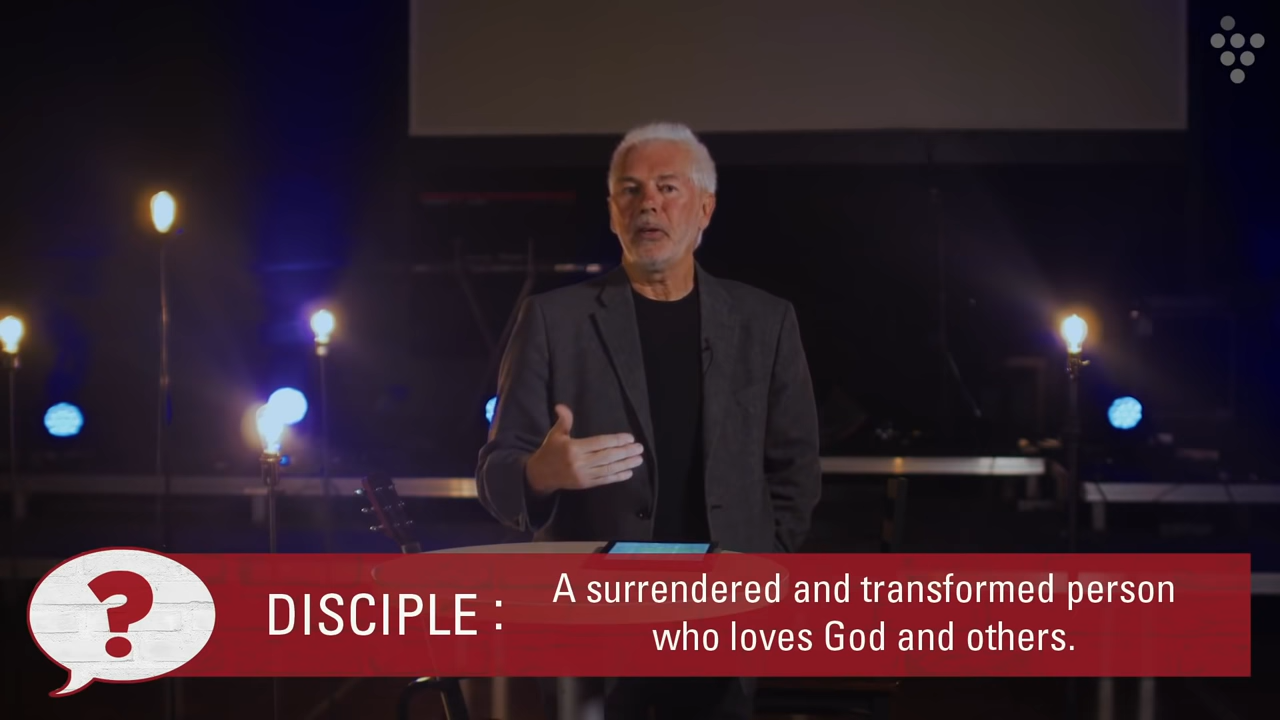 ?
DISCIPLE :
A surrendered and transformed person
who loves God and others.